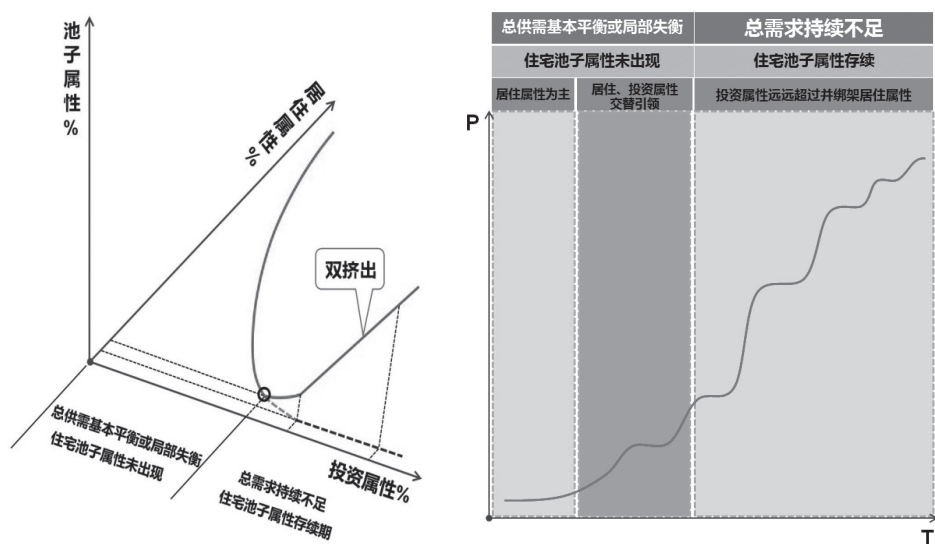 池子属性%
居住属性%
双挤出
总供需基本平衡或局部失衡
住宅池子属性未出现
投资属性%
总需求持续不足
住宅池子属性存续期
总供需基本平衡或局部失衡
总需求持续不足
住宅池子属性未出现
住宅池子属性存续
居住属性为主
居住、投资属性
交替引领
投资属性远远超过并绑架居住属性
P
T